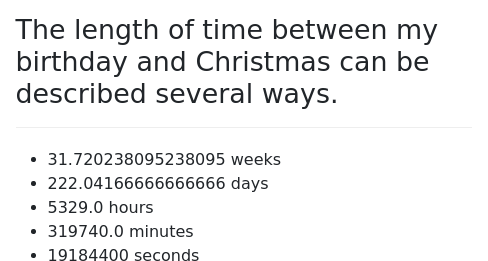 The length of time between my
birthday and Christmas can be
described several ways.
31.720238095238095 weeks
222.04166666666666 days
5329.0 hours
319740.0 minutes
19184400 seconds